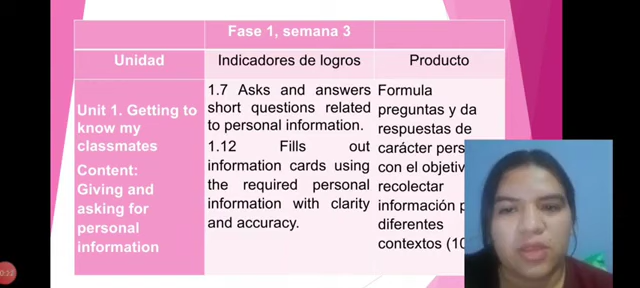 Fase 1, semana 3
Unidad
Indicadores de logros
Producto
Unit 1. Getting to
know my
classmates
Content:
Giving and
asking for
personal
information
1.7 Asks and answers
short questions related
to personal information.
1.12 Fills out
information cards using
the required personal
information with clarity
and accuracy.
Formula
preguntas y da
respuestas de
carácter
con el
recolectar
información
diferentes
contextos
0:22